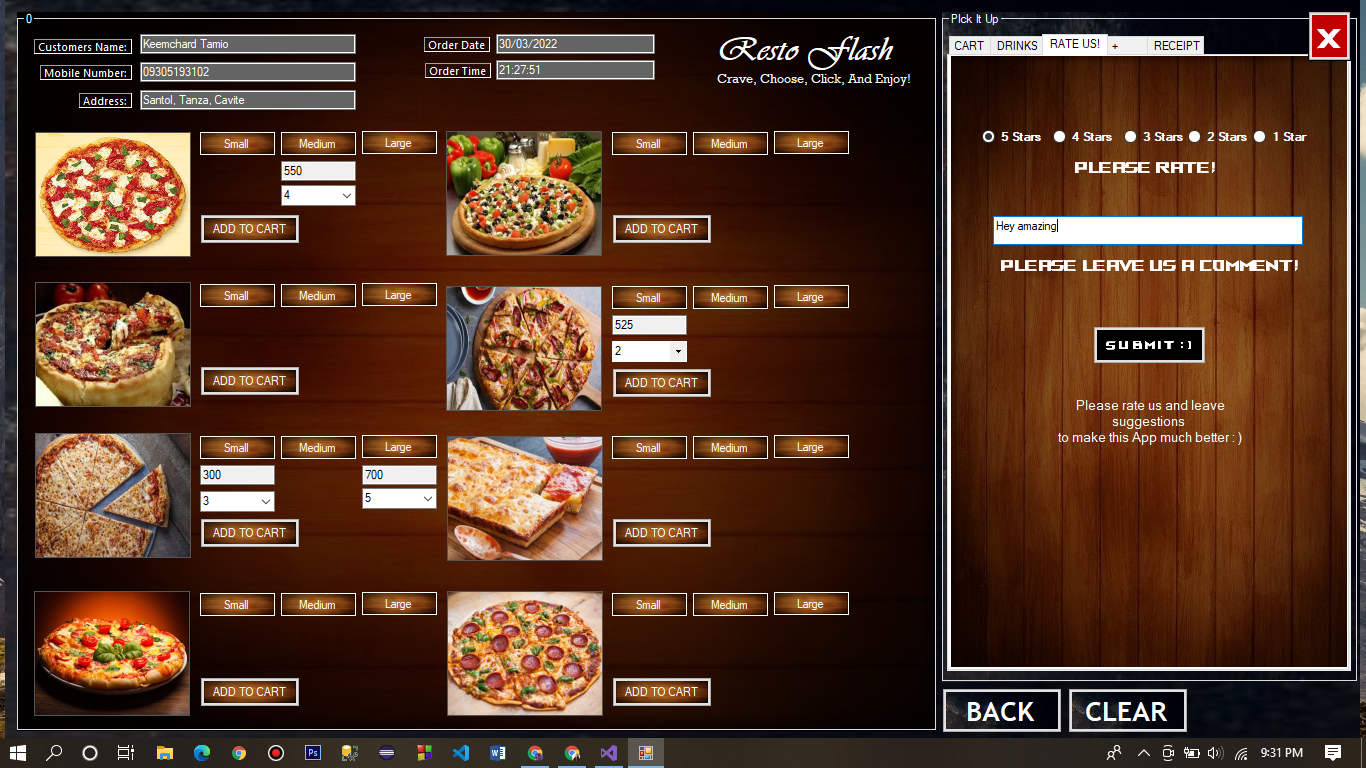 0
Customers Name: Keemchard Tamio
Mobile Number: 09305193102
Address: Santol, Tanza, Cavite
Order Date 30/03/2022
Order Time 21:27:51
Resto Flash
Crave, Choose, Click, And Enjoy!
Small Medium Large
550
4
ADD TO CART
Small Medium Large
ADD TO CART
Small Medium Large
ADD TO CART
Small Medium Large
525
2
ADD TO CART
Small Medium Large
300 700
3 5
ADD TO CART
Small Medium Large
ADD TO CART
Small Medium Large
ADD TO CART
Small Medium Large
ADD TO CART
PIck It Up
X
CART DRINKS RATE US! + RECEIPT
5 Stars 4 Stars 3 Stars 2 Stars 1 Star
PLEASE RATE!
Hey amazing
PLEASE LEAVE US A COMMENT!
SUBMIT :)
Please rate us and leave
suggestions
to make this App much better : )
BACK CLEAR
Ps
W
9:31 PM